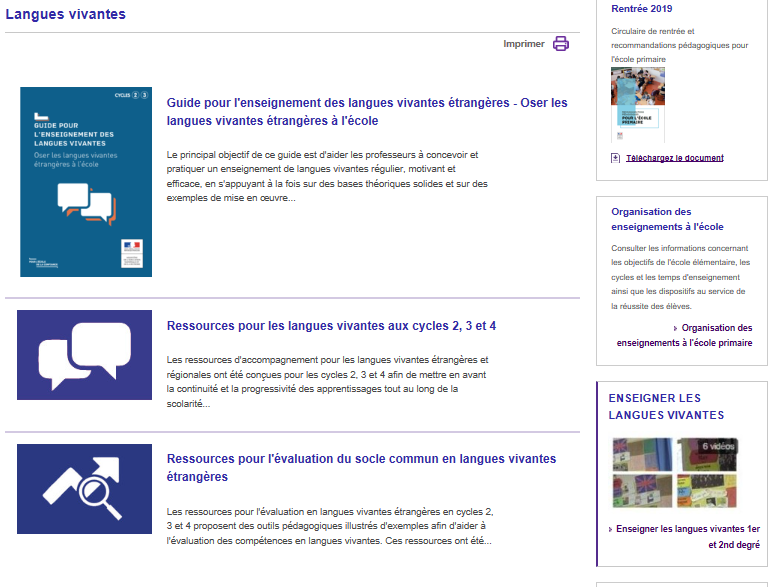 Langues vivantes
Imprimer
CYCLES 2 3
GUIDE POUR
L'ENSEIGNEMENT DES
LANGUES VIVANTES
Oser les langues vivantes
étrangères à l'école
Guide pour l'enseignement des langues vivantes étrangères - Oser les
langues vivantes étrangères à l'école
Le principal objectif de ce guide est d'aider les professeurs à concevoir et
pratiquer un enseignement de langues vivantes régulier, motivant et
efficace, en s'appuyant à la fois sur des bases théoriques solides et sur des
exemples de mise en œuvre...
Ressources pour les langues vivantes aux cycles 2, 3 et 4
Les ressources d'accompagnement pour les langues vivantes étrangères et
régionales ont été conçues pour les cycles 2, 3 et 4 afin de mettre en avant
la continuité et la progressivité des apprentissages tout au long de la
scolarité...
Ressources pour l'évaluation du socle commun en langues vivantes
étrangères
Les ressources pour l'évaluation en langues vivantes étrangères en cycles 2,
3 et 4 proposent des outils pédagogiques illustrés d'exemples afin d'aider à
l'évaluation des compétences en langues vivantes. Ces ressources ont été...
Rentrée 2019
Circulaire de rentrée et
recommandations pédagogiques pour
l'école primaire
POUR L'ÉCOLE
PRIMAIRE
Téléchargez le document
Organisation des
enseignements à l'école
Consulter les informations concernant
les objectifs de l'école élémentaire, les
cycles et les temps d'enseignement
ainsi que les dispositifs au service de
la réussite des élèves.
Organisation des
enseignements à l'école primaire
ENSEIGNER LES
LANGUES VIVANTES
6 vidéos
Enseigner les langues vivantes 1er
et 2nd degré